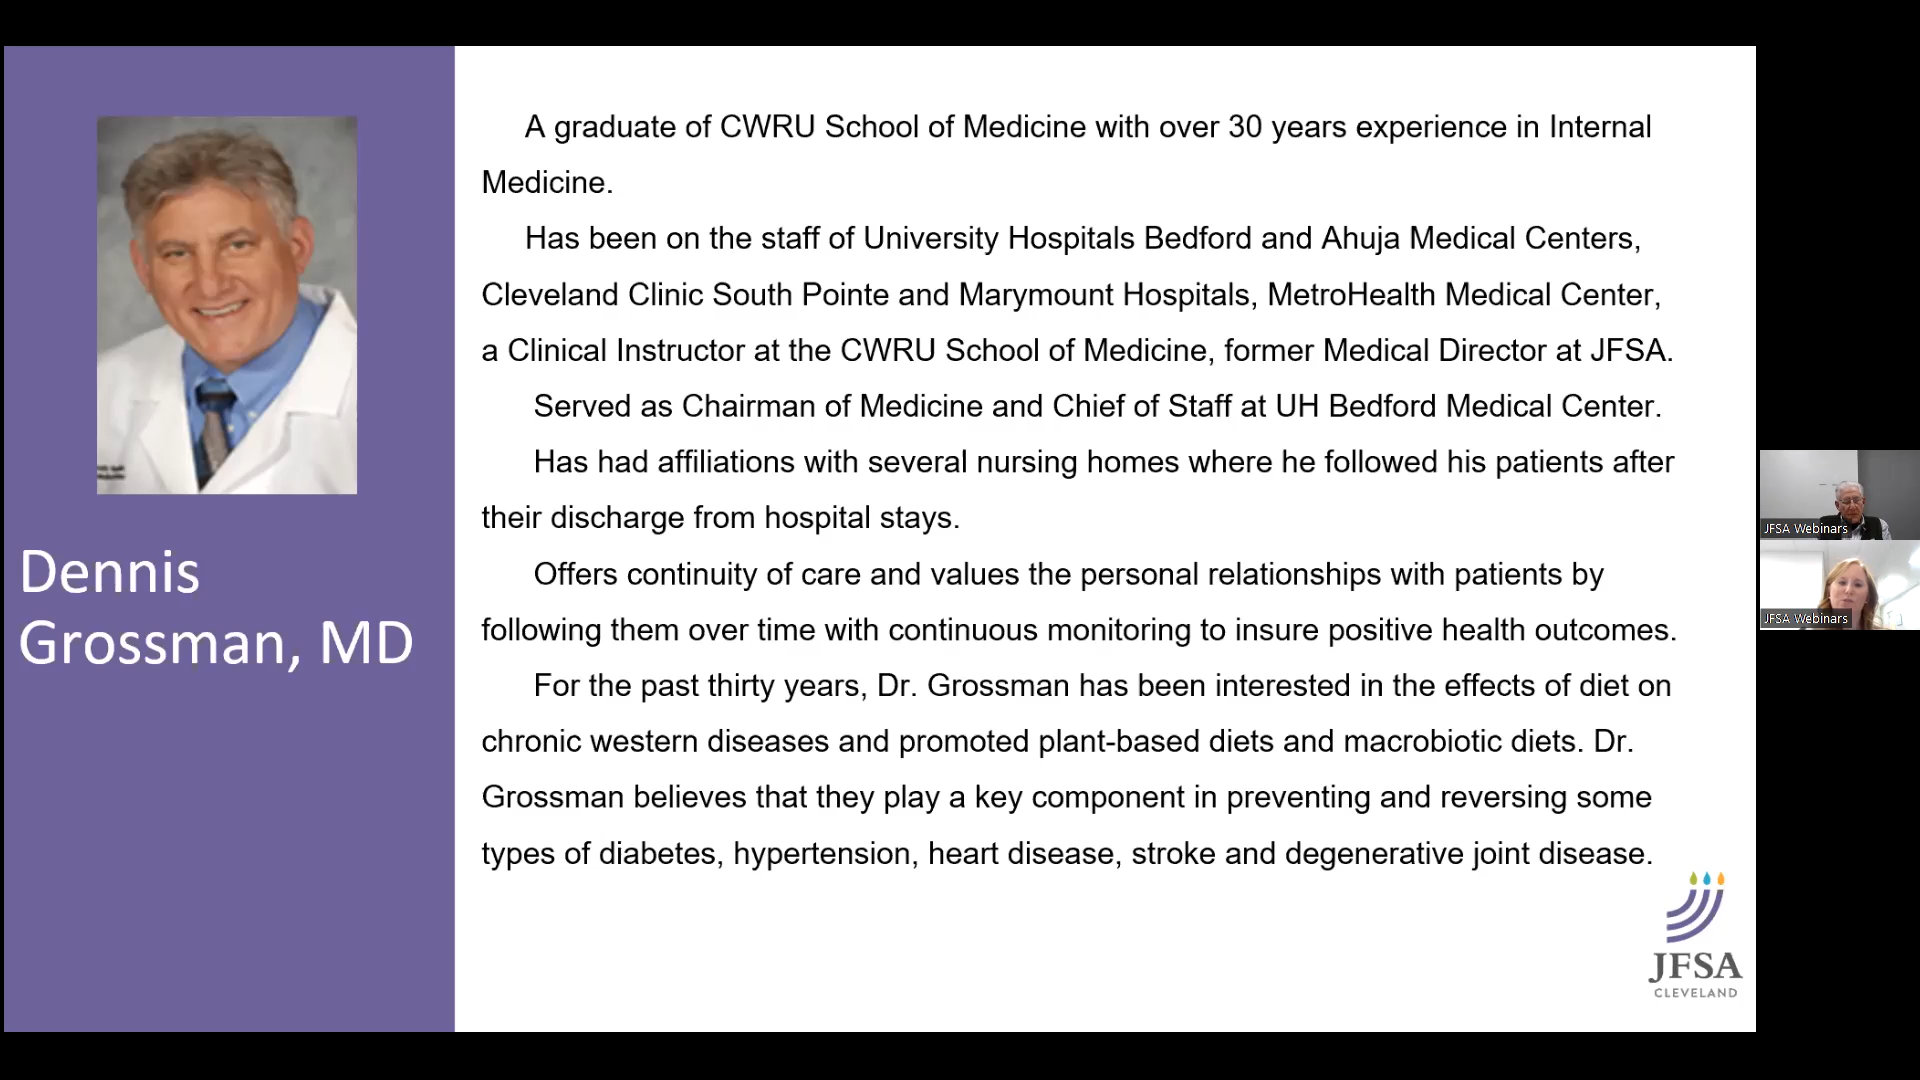 Dennis
Grossman, MD
A graduate of CWRU School of Medicine with over 30 years experience in Internal
Medicine.
Has been on the staff of University Hospitals Bedford and Ahuja Medical Centers,
Cleveland Clinic South Pointe and Marymount Hospitals, MetroHealth Medical Center,
a Clinical Instructor at the CWRU School of Medicine, former Medical Director at JFSA.
Served as Chairman of Medicine and Chief of Staff at UH Bedford Medical Center.
Has had affiliations with several nursing homes where he followed his patients after
their discharge from hospital stays.
Offers continuity of care and values the personal relationships with patients by
following them over time with continuous monitoring to insure positive health outcomes.
For the past thirty years, Dr. Grossman has been interested in the effects of diet on
chronic western diseases and promoted plant-based diets and macrobiotic diets. Dr.
Grossman believes that they play a key component in preventing and reversing some
types of diabetes, hypertension, heart disease, stroke and degenerative joint disease.
JFSA
CLEVELAND
JFSA Webinars
JFSA Webinars